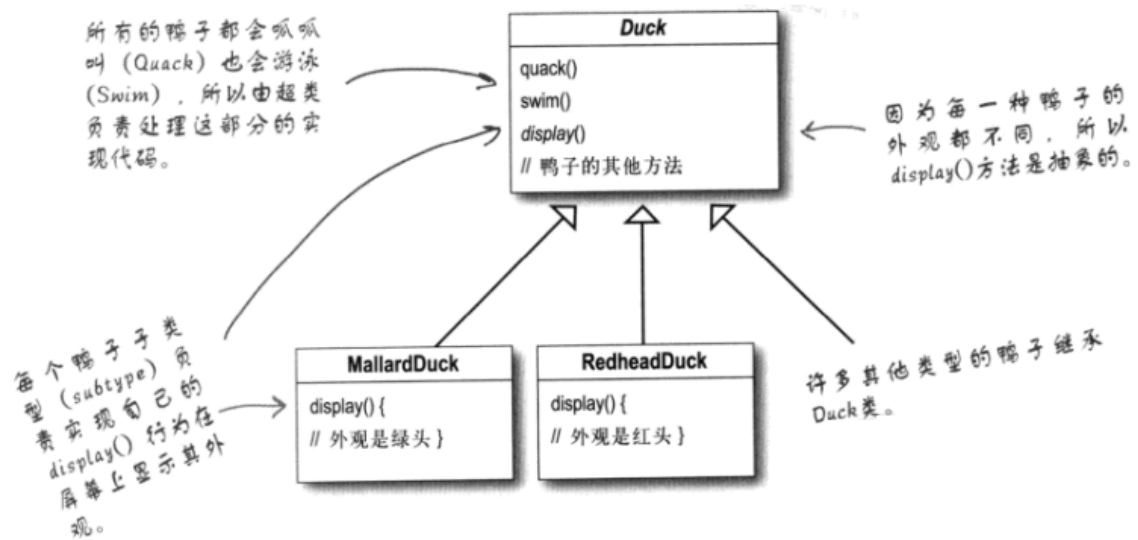 所有的鸭子都会呱呱
叫（Quack）也会游泳
（Swim），所以由超类
负责处理这部分的实
现代码。
Duck
quack()
swim()
display()
// 鸭子的其他方法
因为每一种鸭子的
外观都不同，所以
display()方法是抽象的。
每个鸭子子类
型（subtype）负
责实现自己的
display()行为在
屏幕上显示其外
观。
MallardDuck
display() {
// 外观是绿头 }
RedheadDuck
display() {
// 外观是红头 }
许多其他类型的鸭子继承
Duck类。